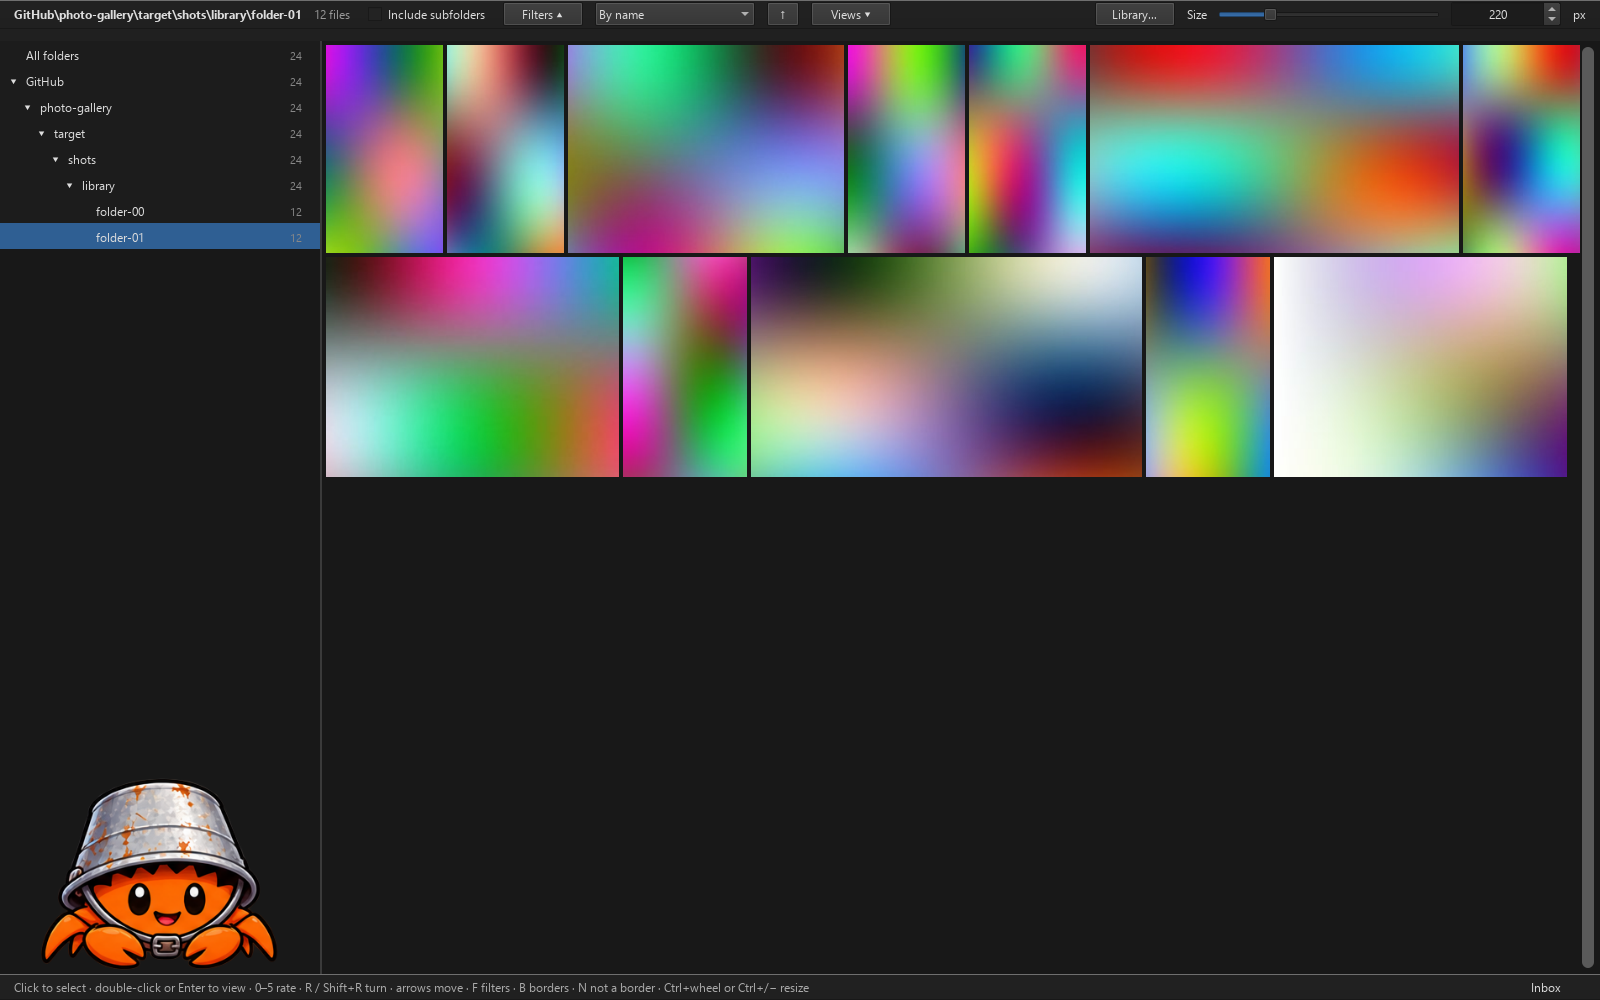 GitHub\photo-gallery\target\shots\library\folder-01 12 files Include subfolders Filters ▴ By name ↑ Views ▾ Library... Size 220 px
All folders 24
GitHub 24
photo-gallery 24
target 24
shots 24
library 24
folder-00 12
folder-01 12
Click to select · double-click or Enter to view · 0–5 rate · R / Shift+R turn · arrows move · F filters · B borders · N not a border · Ctrl+wheel or Ctrl+/− resize Inbox